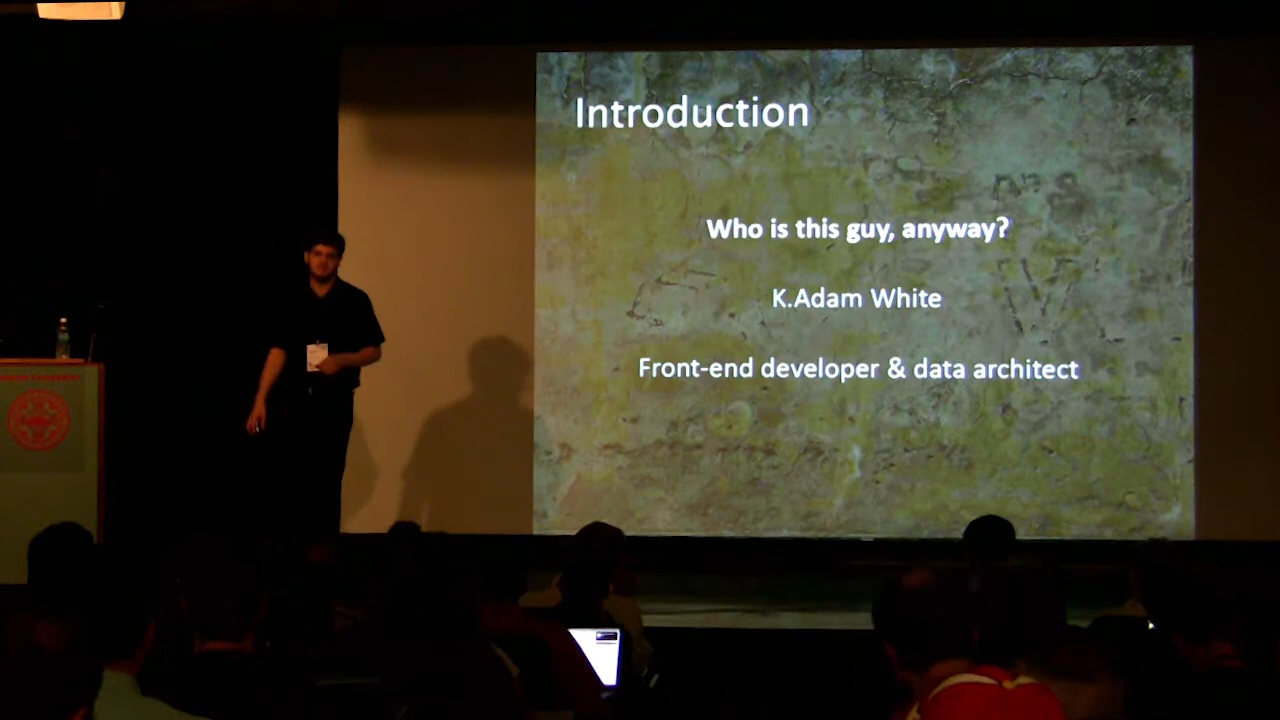 Introduction
Who is this guy, anyway?
K.Adam White
Front-end developer & data architect